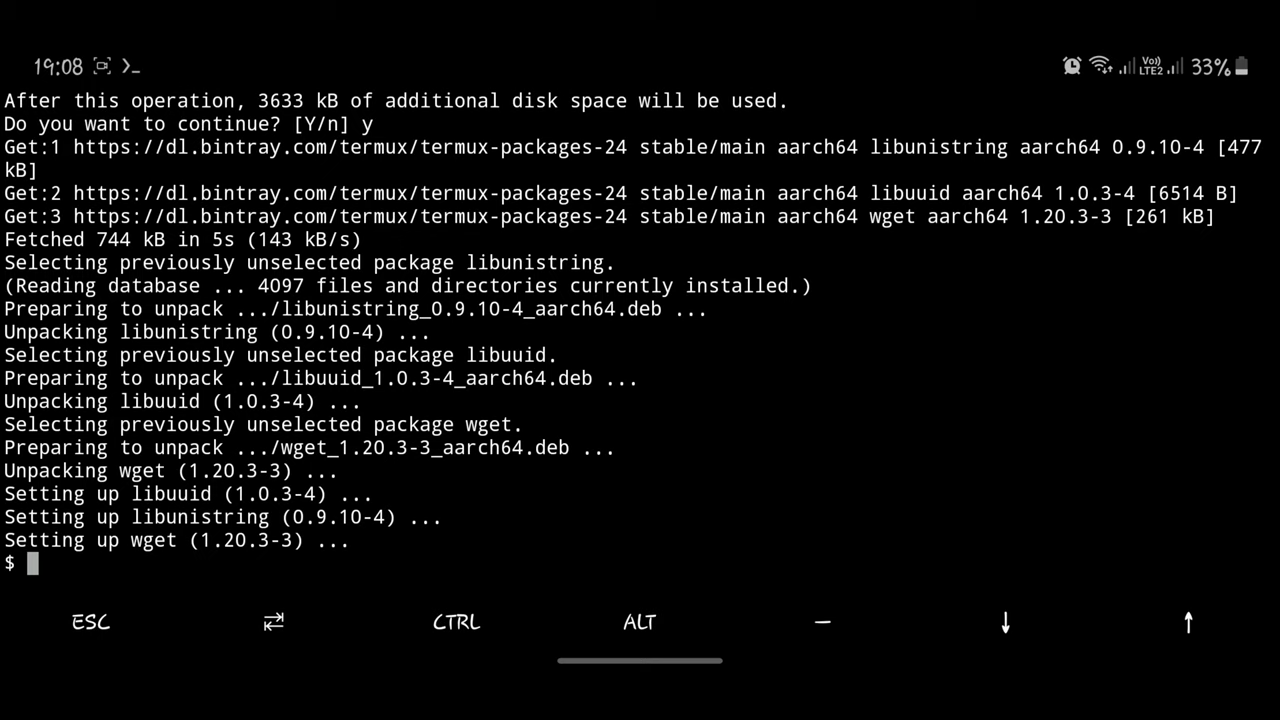 19:08 >_ Vo) LTE2 33%
After this operation, 3633 kB of additional disk space will be used.
Do you want to continue? [Y/n] y
Get:1 https://dl.bintray.com/termux/termux-packages-24 stable/main aarch64 libunistring aarch64 0.9.10-4 [477
kB]
Get:2 https://dl.bintray.com/termux/termux-packages-24 stable/main aarch64 libuuid aarch64 1.0.3-4 [6514 B]
Get:3 https://dl.bintray.com/termux/termux-packages-24 stable/main aarch64 wget aarch64 1.20.3-3 [261 kB]
Fetched 744 kB in 5s (143 kB/s)
Selecting previously unselected package libunistring.
(Reading database ... 4097 files and directories currently installed.)
Preparing to unpack .../libunistring_0.9.10-4_aarch64.deb ...
Unpacking libunistring (0.9.10-4) ...
Selecting previously unselected package libuuid.
Preparing to unpack .../libuuid_1.0.3-4_aarch64.deb ...
Unpacking libuuid (1.0.3-4) ...
Selecting previously unselected package wget.
Preparing to unpack .../wget_1.20.3-3_aarch64.deb ...
Unpacking wget (1.20.3-3) ...
Setting up libuuid (1.0.3-4) ...
Setting up libunistring (0.9.10-4) ...
Setting up wget (1.20.3-3) ...
$
ESC ⇄ CTRL ALT — ↓ ↑